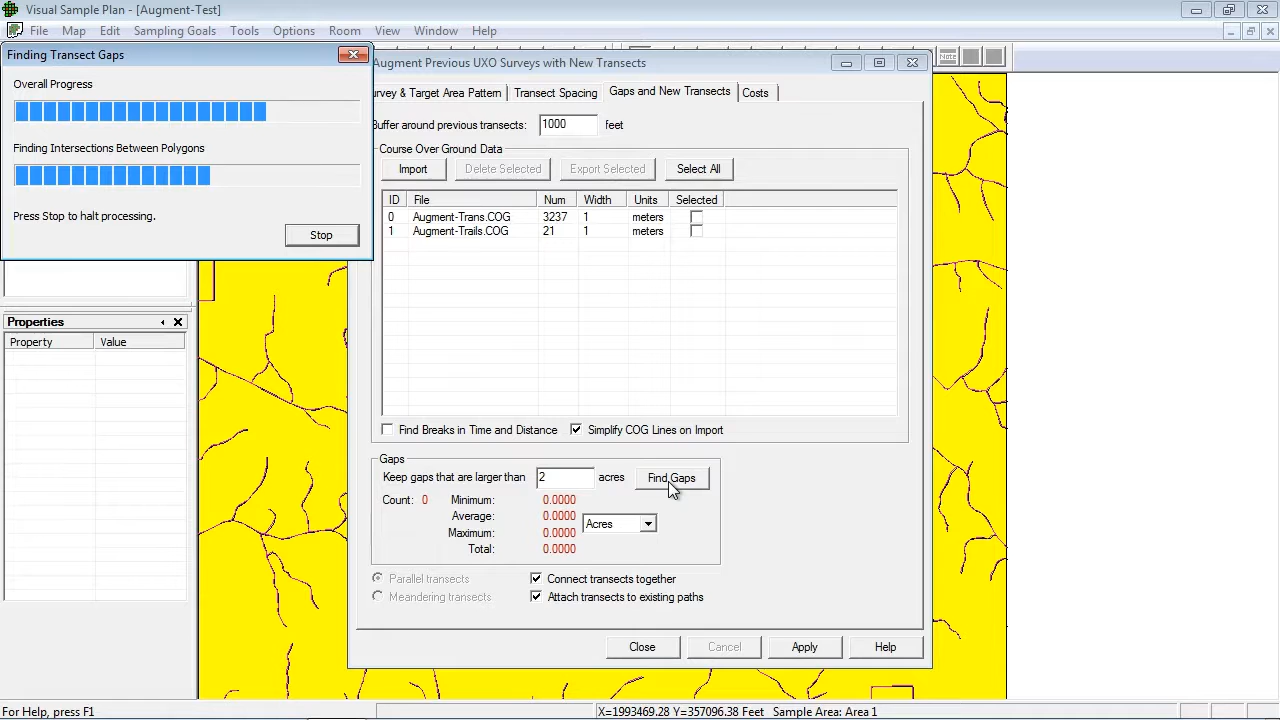 Visual Sample Plan - [Augment-Test]
File Map Edit Sampling Goals Tools Options Room View Window Help
Note
Finding Transect Gaps
Overall Progress
Finding Intersections Between Polygons
Press Stop to halt processing.
Stop
Properties
Property Value
Augment Previous UXO Surveys with New Transects
urvey & Target Area Pattern Transect Spacing Gaps and New Transects Costs
Buffer around previous transects: 1000 feet
Course Over Ground Data
Import Delete Selected Export Selected Select All
ID File Num Width Units Selected
0 Augment-Trans.COG 3237 1 meters
1 Augment-Trails.COG 21 1 meters
Find Breaks in Time and Distance Simplify COG Lines on Import
Gaps
Keep gaps that are larger than 2 acres Find Gaps
Count: 0 Minimum: 0.0000
Average: 0.0000 Acres
Maximum: 0.0000
Total: 0.0000
Parallel transects Connect transects together
Meandering transects Attach transects to existing paths
Close Cancel Apply Help
For Help, press F1 X=1993469.28 Y=357096.38 Feet Sample Area: Area 1